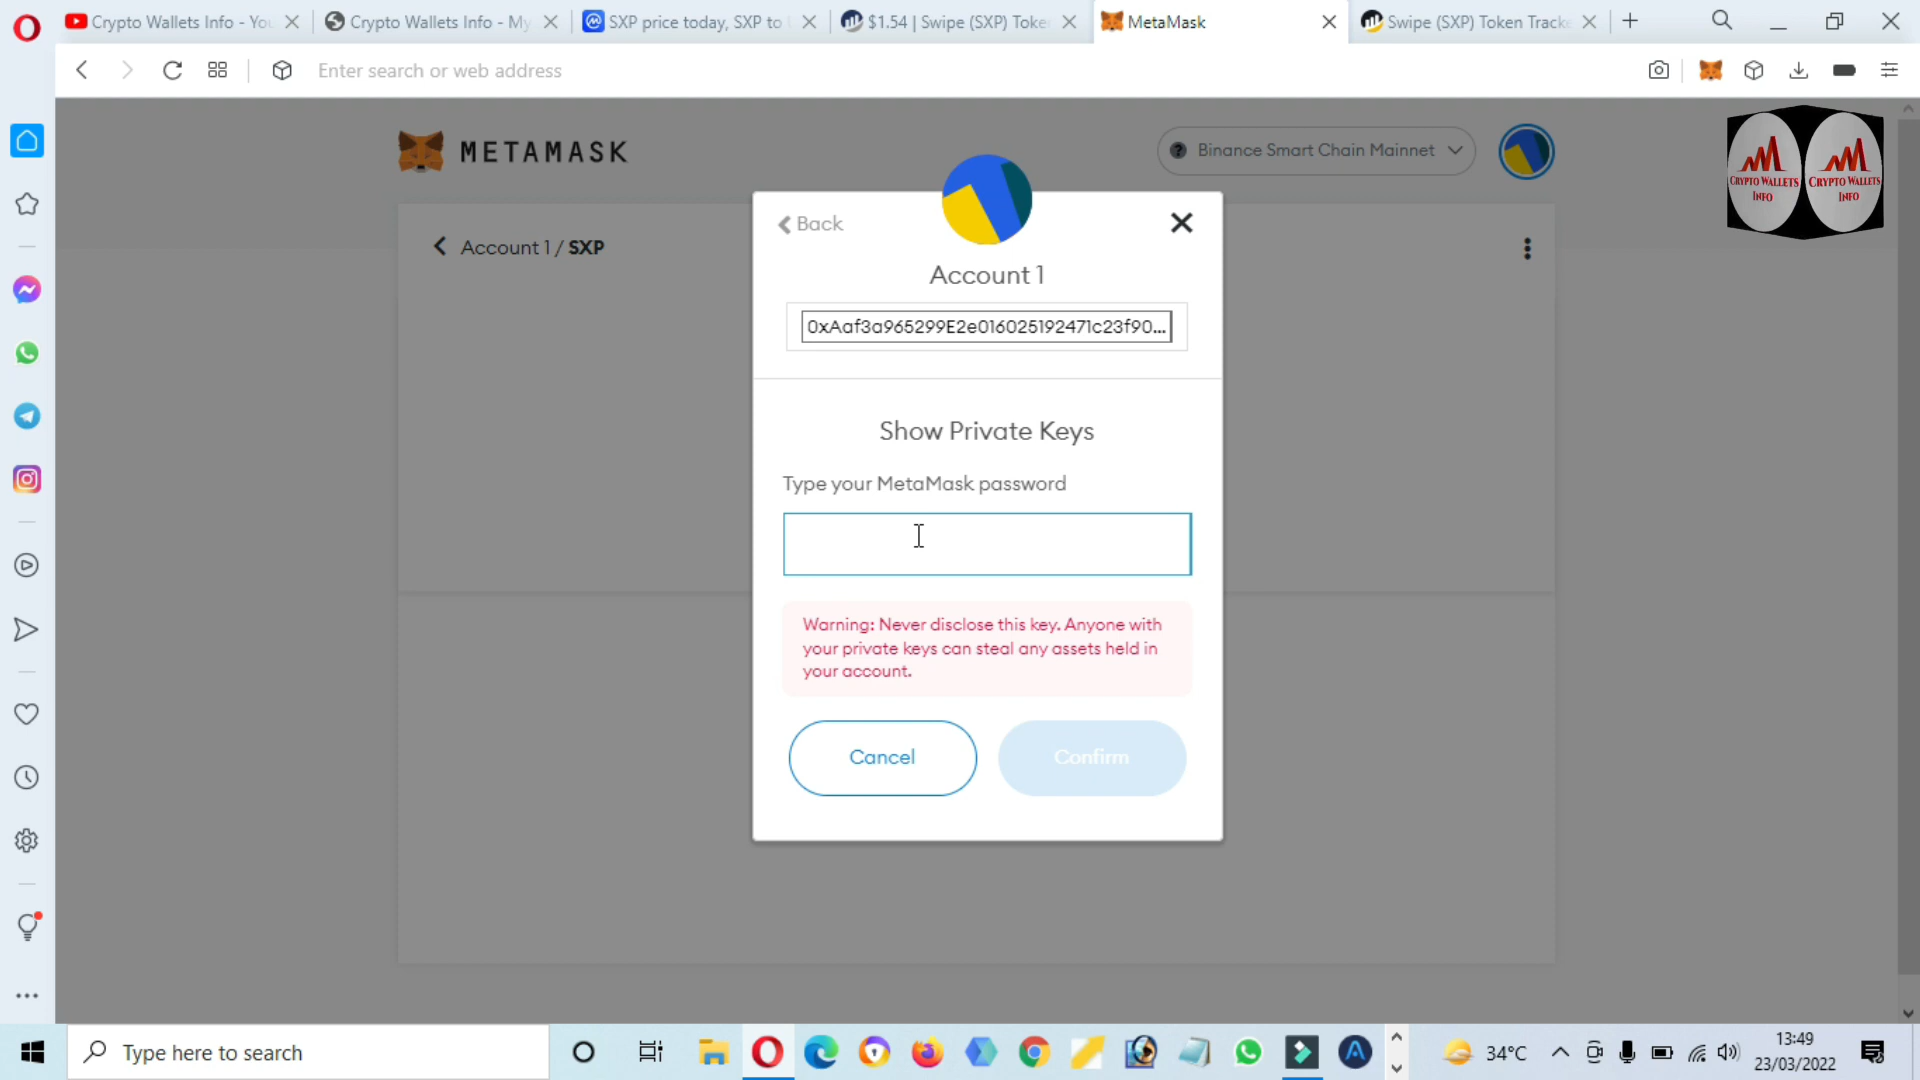 Crypto Wallets Info - You
Crypto Wallets Info - My
SXP price today, SXP to
$1.54 | Swipe (SXP) Token
MetaMask
Swipe (SXP) Token Tracke
Enter search or web address
METAMASK
Binance Smart Chain Mainnet
CRYPTO WALLETS
INFO
CRYPTO WALLETS
INFO
Account 1 / SXP
Back
Account 1
0xAaf3a965299E2e016025192471c23f90...
Show Private Keys
Type your MetaMask password
Warning: Never disclose this key. Anyone with
your private keys can steal any assets held in
your account.
Cancel
Confirm
Type here to search
34°C
13:49
23/03/2022